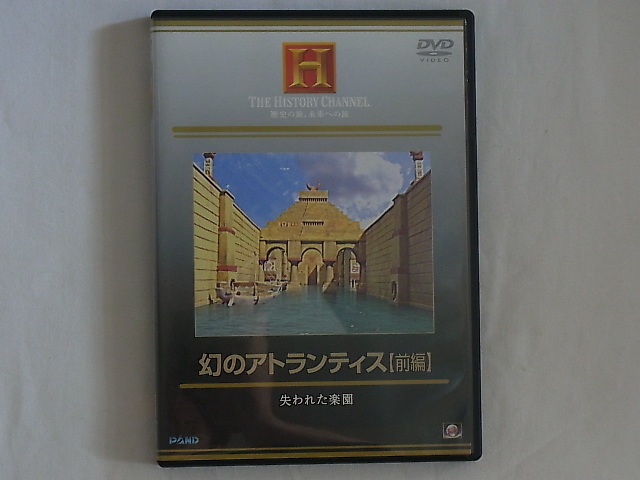 DVD
VIDEO
H
THE HISTORY CHANNEL
歴史の旅、未来への旅
幻のアトランティス【前編】
失われた楽園
PAND